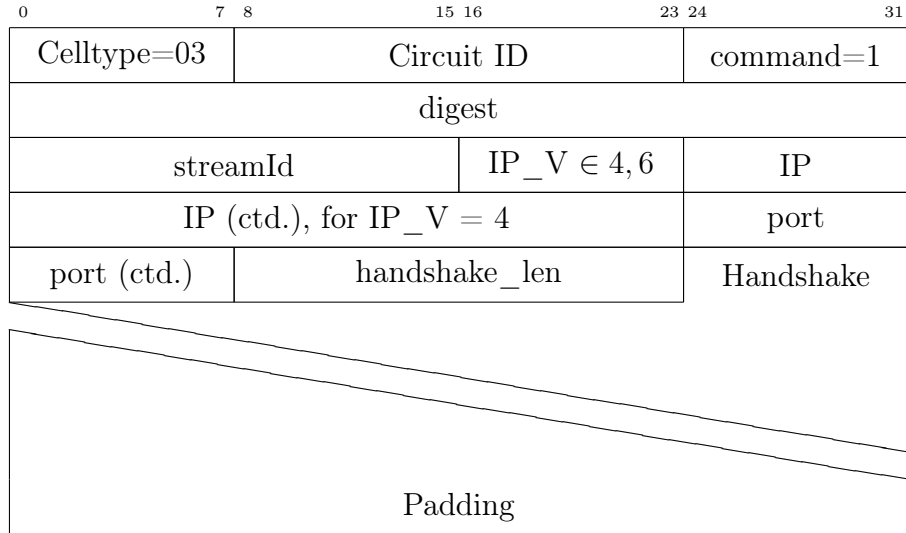 0 7 8 15 16 23 24 31
Celltype=03 Circuit ID command=1
digest
streamId IP_V ∈ 4, 6 IP
IP (ctd.), for IP_V = 4 port
port (ctd.) handshake_len Handshake
Padding